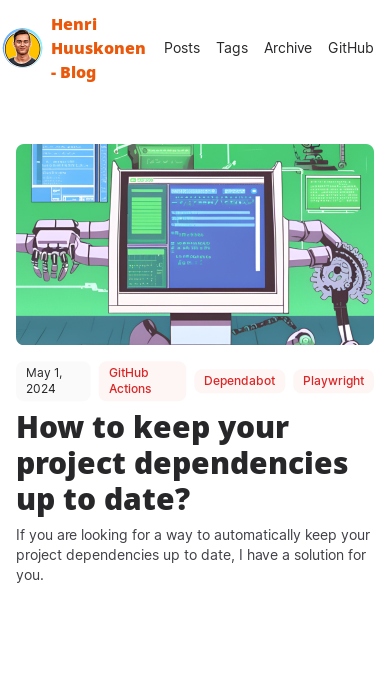 Henri
Huuskonen
- Blog
Posts
Tags
Archive
GitHub
May 1,
2024
GitHub
Actions
Dependabot
Playwright
How to keep your
project dependencies
up to date?
If you are looking for a way to automatically keep your
project dependencies up to date, I have a solution for
you.